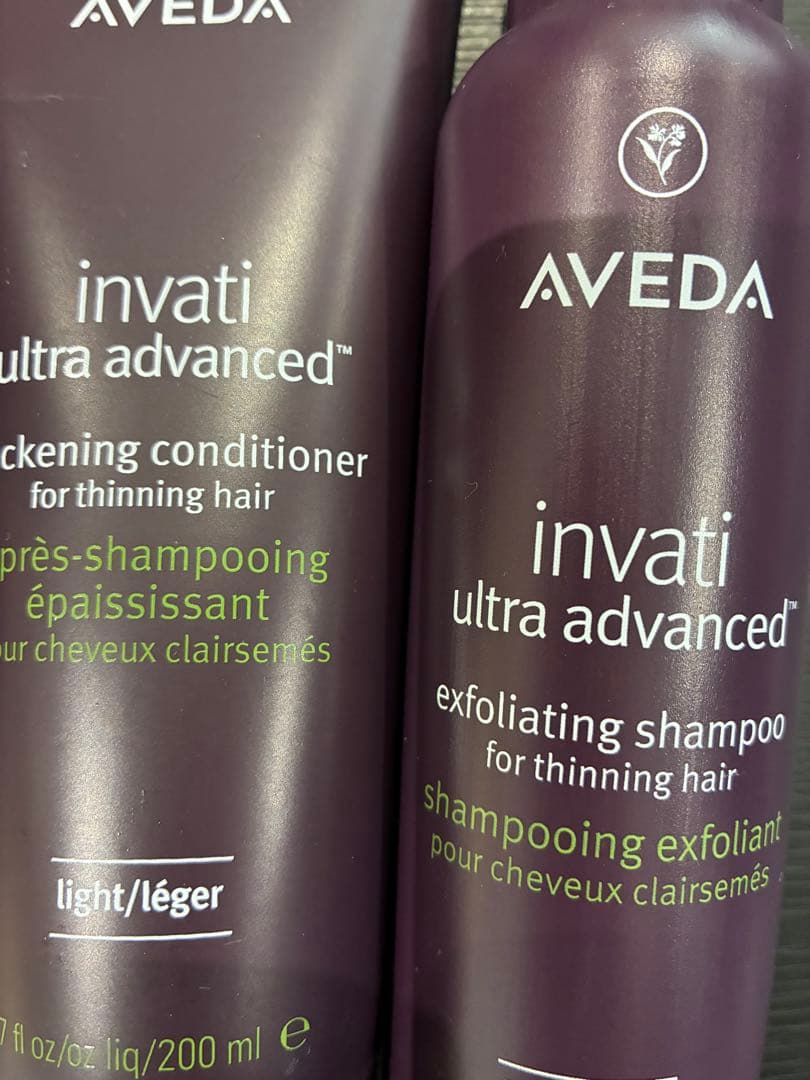 AVEDA
invati
ultra advanced™
ckening conditioner
for thinning hair
près-shampooing
épaississant
ur cheveux clairsemés
light/léger
7 fl oz/oz liq/200 ml e
AVEDA
invati
ultra advanced™
exfoliating shampoo
for thinning hair
shampooing exfoliant
pour cheveux clairsemés